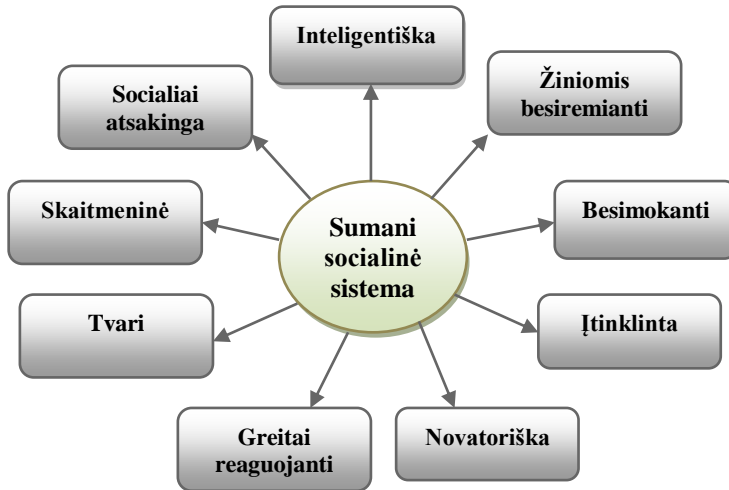 Inteligentiška
Žiniomis
besiremianti
Socialiai
atsakinga
Skaitmeninė
Sumani
socialinė
sistema
Besimokanti
Tvari
Įtinklinta
Greitai
reaguojanti
Novatoriška